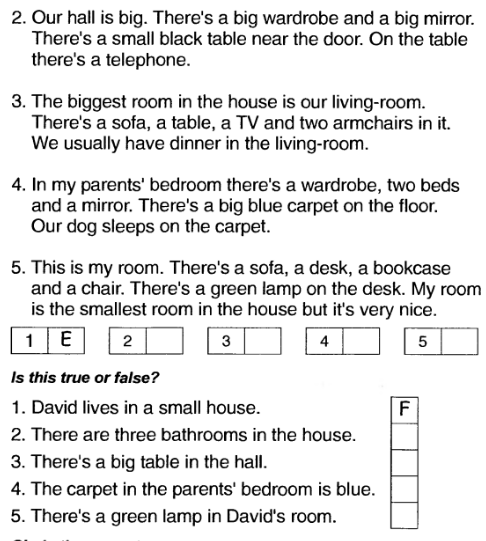 2. Our hall is big. There's a big wardrobe and a big mirror.
There's a small black table near the door. On the table
there's a telephone.
3. The biggest room in the house is our living-room.
There's a sofa, a table, a TV and two armchairs in it.
We usually have dinner in the living-room.
4. In my parents' bedroom there's a wardrobe, two beds
and a mirror. There's a big blue carpet on the floor.
Our dog sleeps on the carpet.
5. This is my room. There's a sofa, a desk, a bookcase
and a chair. There's a green lamp on the desk. My room
is the smallest room in the house but it's very nice.
1 E 2 3 4 5
Is this true or false?
1. David lives in a small house. F
2. There are three bathrooms in the house.
3. There's a big table in the hall.
4. The carpet in the parents' bedroom is blue.
5. There's a green lamp in David's room.